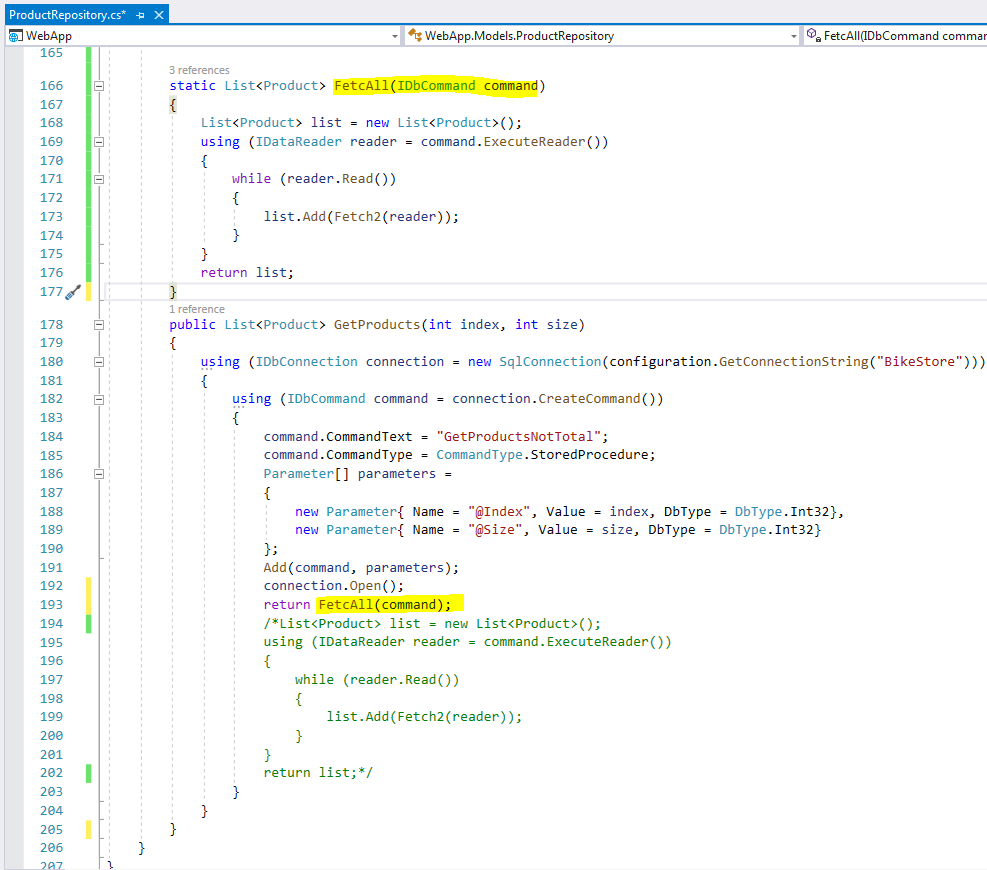 ProductRepository.cs*
WebApp WebApp.Models.ProductRepository FetcAll(IDbCommand comman
165
3 references
166 static List<Product> FetcAll(IDbCommand command)
167 {
168 List<Product> list = new List<Product>();
169 using (IDataReader reader = command.ExecuteReader())
170 {
171 while (reader.Read())
172 {
173 list.Add(Fetch2(reader));
174 }
175 }
176 return list;
177 }
1 reference
178 public List<Product> GetProducts(int index, int size)
179 {
180 using (IDbConnection connection = new SqlConnection(configuration.GetConnectionString("BikeStore")))
181 {
182 using (IDbCommand command = connection.CreateCommand())
183 {
184 command.CommandText = "GetProductsNotTotal";
185 command.CommandType = CommandType.StoredProcedure;
186 Parameter[] parameters =
187 {
188 new Parameter{ Name = "@Index", Value = index, DbType = DbType.Int32},
189 new Parameter{ Name = "@Size", Value = size, DbType = DbType.Int32}
190 };
191 Add(command, parameters);
192 connection.Open();
193 return FetcAll(command);
194 /*List<Product> list = new List<Product>();
195 using (IDataReader reader = command.ExecuteReader())
196 {
197 while (reader.Read())
198 {
199 list.Add(Fetch2(reader));
200 }
201 }
202 return list;*/
203 }
204 }
205 }
206 }
207 }